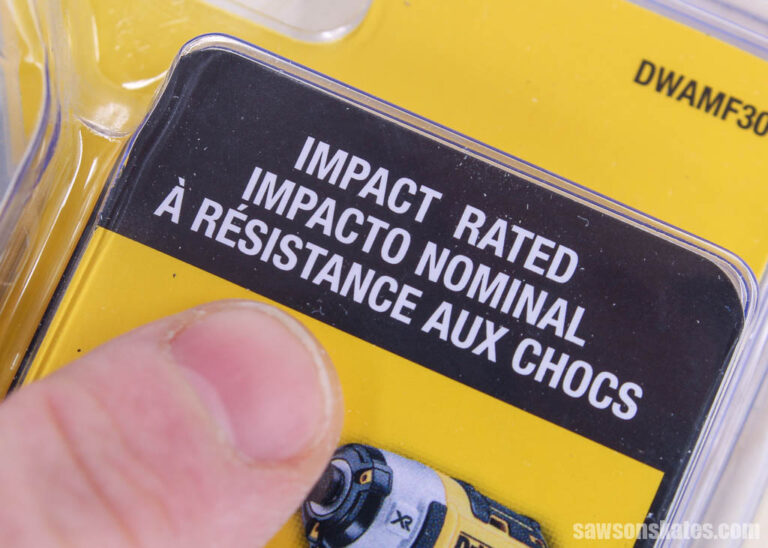 DWAMF30
IMPACT RATED
IMPACTO NOMINAL
À RÉSISTANCE AUX CHOCS
XR
sawsonskates.com